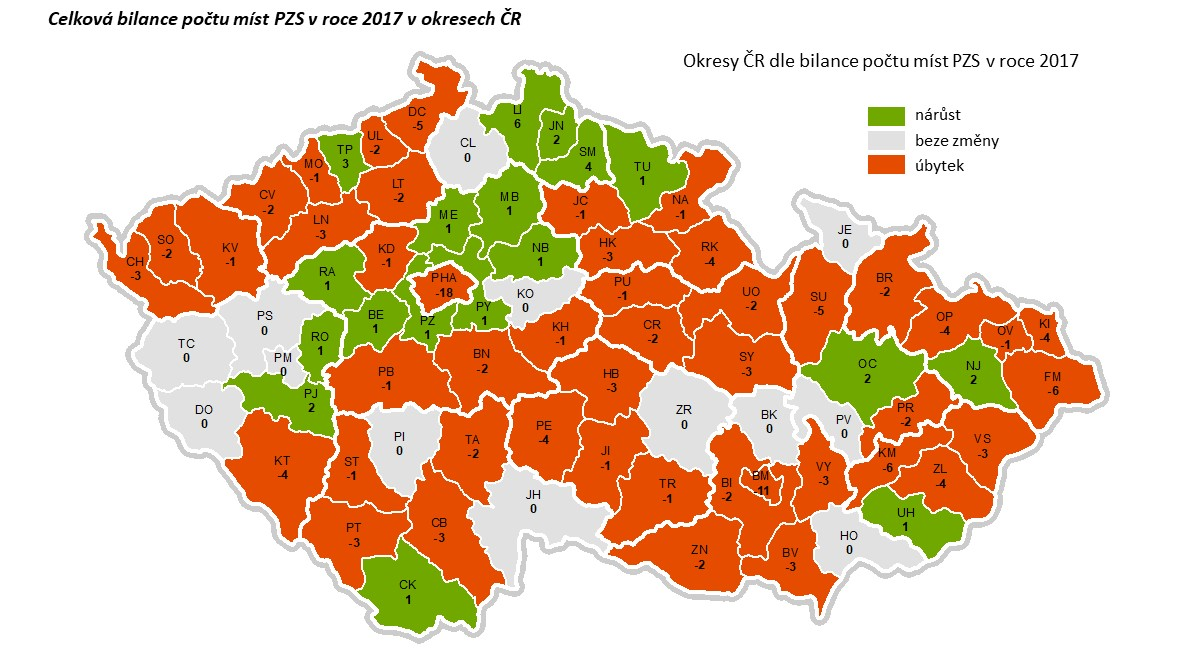 Celková bilance počtu míst PZS v roce 2017 v okresech ČR
Okresy ČR dle bilance počtu míst PZS v roce 2017
nárůst
beze změny
úbytek
DC
-5
LI
6
JN
2
SM
4
TU
1
UL
-2
TP
3
MO
-1
CL
0
LT
-2
CV
-2
LN
-3
ME
1
MB
1
JC
-1
NA
-1
SO
-2
KV
-1
CH
-3
KD
-1
NB
1
HK
-3
RK
-4
JE
0
RA
1
PHA
-18
KO
0
PU
-1
UO
-2
SU
-5
BR
-2
PS
0
BE
1
PZ
1
PY
1
KH
-1
CR
-2
OP
-4
OV
-1
KI
-4
TC
0
PM
0
RO
1
BN
-2
SY
-3
OC
2
NJ
2
FM
-6
PB
-1
HB
-3
DO
0
PJ
2
ZR
0
BK
0
PV
0
PR
-2
PI
0
TA
-2
PE
-4
VS
-3
KT
-4
ST
-1
JI
-1
KM
-6
ZL
-4
TR
-1
BI
-2
BM
-11
VY
-3
JH
0
UH
1
PT
-3
CB
-3
ZN
-2
BV
-3
HO
0
CK
1